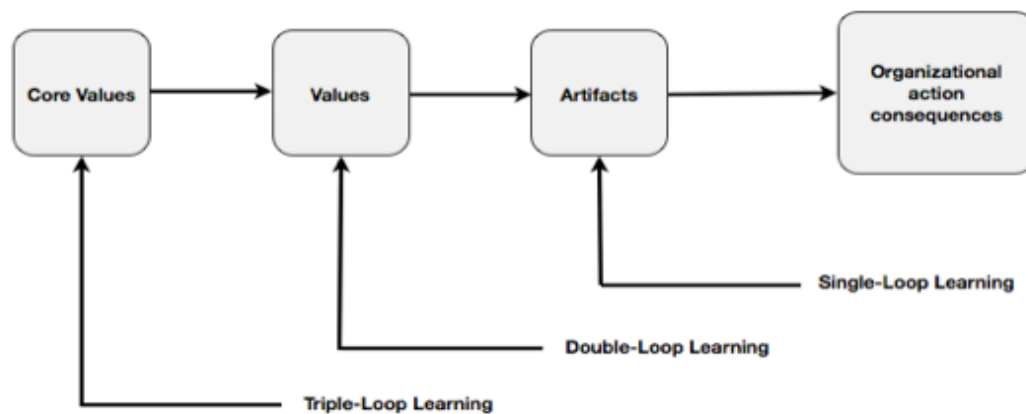 Core Values
Values
Artifacts
Organizational
action
consequences
Single-Loop Learning
Double-Loop Learning
Triple-Loop Learning